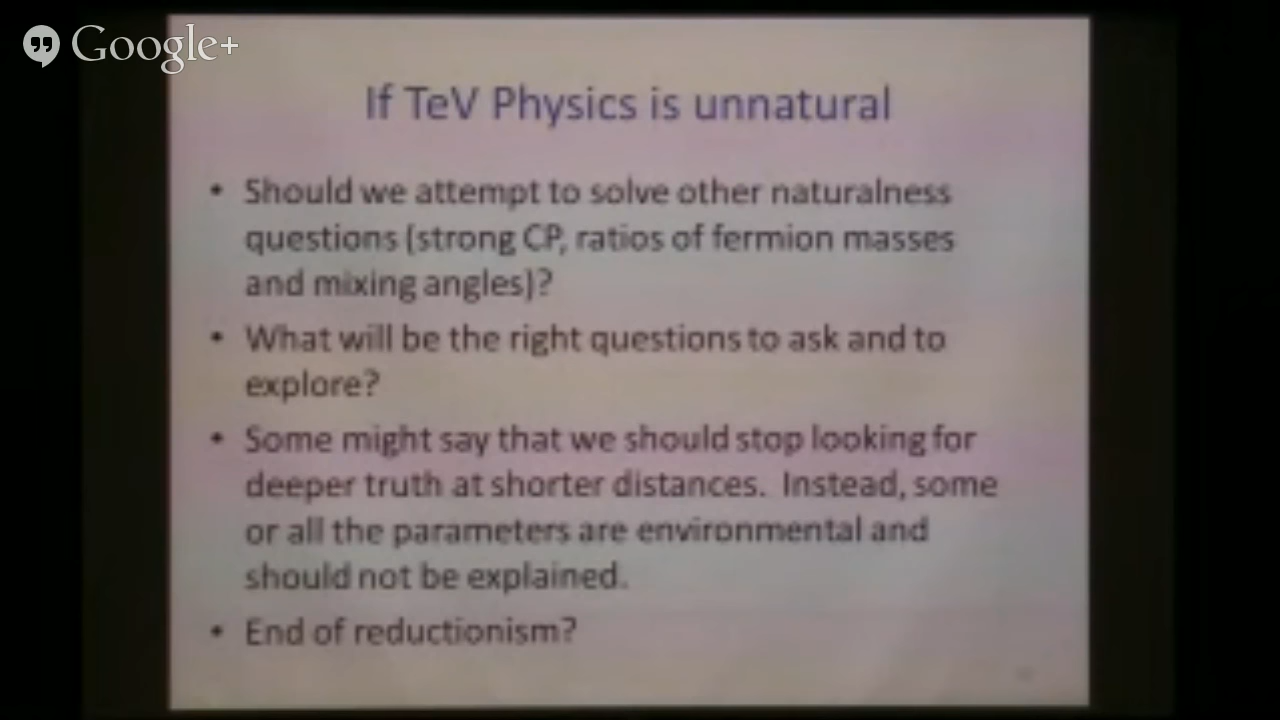 Google+
If TeV Physics is unnatural
• Should we attempt to solve other naturalness
questions (strong CP, ratios of fermion masses
and mixing angles)?
• What will be the right questions to ask and to
explore?
• Some might say that we should stop looking for
deeper truth at shorter distances. Instead, some
or all the parameters are environmental and
should not be explained.
• End of reductionism?